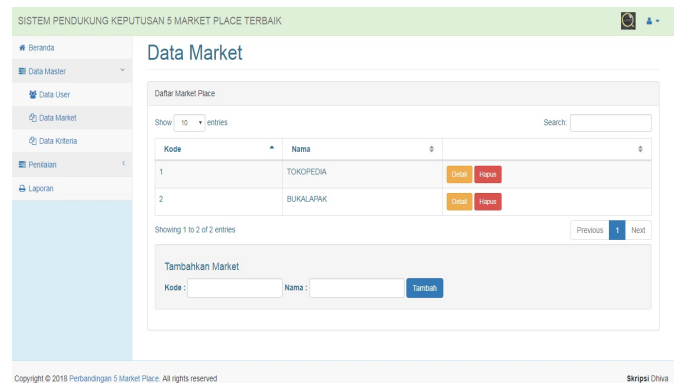 SISTEM PENDUKUNG KEPUTUSAN 5 MARKET PLACE TERBAIK
Beranda
Data Master
Data User
Data Market
Data Kriteria
Penilaian
Laporan
Data Market
Daftar Market Place
Show 10 entries Search:
Kode Nama
1 TOKOPEDIA Detail Hapus
2 BUKALAPAK Detail Hapus
Showing 1 to 2 of 2 entries Previous 1 Next
Tambahkan Market
Kode : Nama : Tambah
Copyright © 2018 Perbandingan 5 Market Place. All rights reserved Skripsi Dhiva